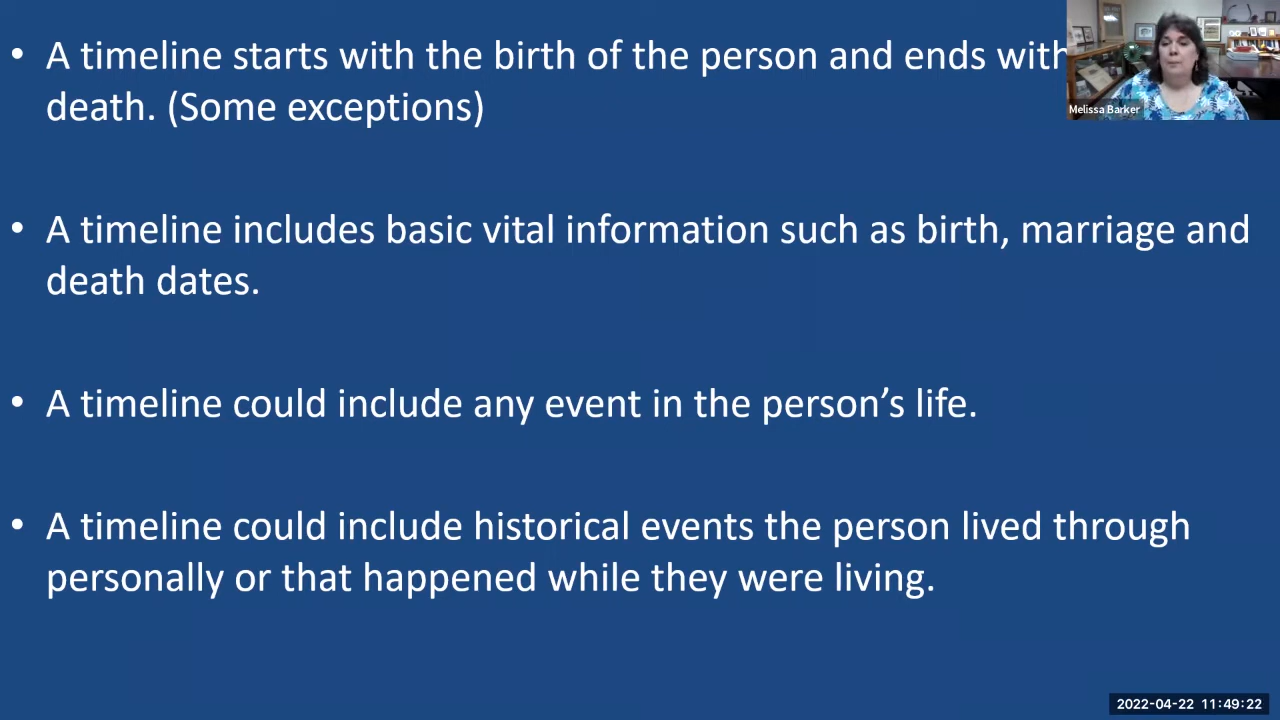 • A timeline starts with the birth of the person and ends with
death. (Some exceptions)
• A timeline includes basic vital information such as birth, marriage and
death dates.
• A timeline could include any event in the person’s life.
• A timeline could include historical events the person lived through
personally or that happened while they were living.
Melissa Barker
2022-04-22 11:49:22